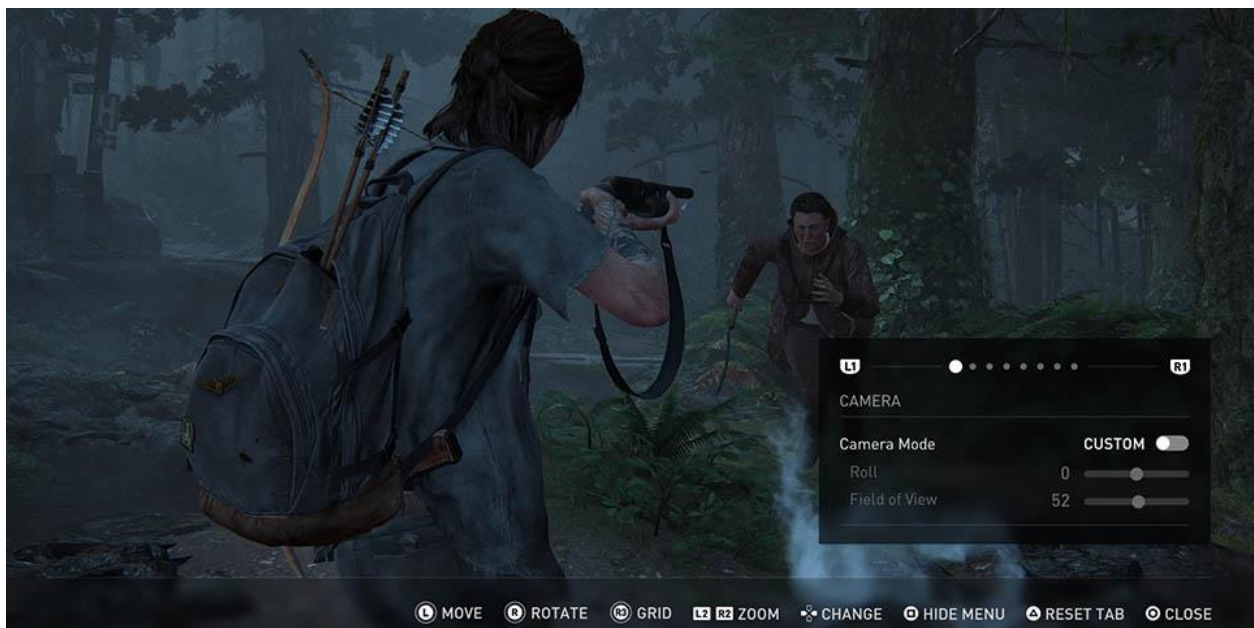 L1 R1
CAMERA
Camera Mode CUSTOM
Roll 0
Field of View 52
L MOVE R ROTATE R3 GRID L2 R2 ZOOM CHANGE HIDE MENU RESET TAB CLOSE